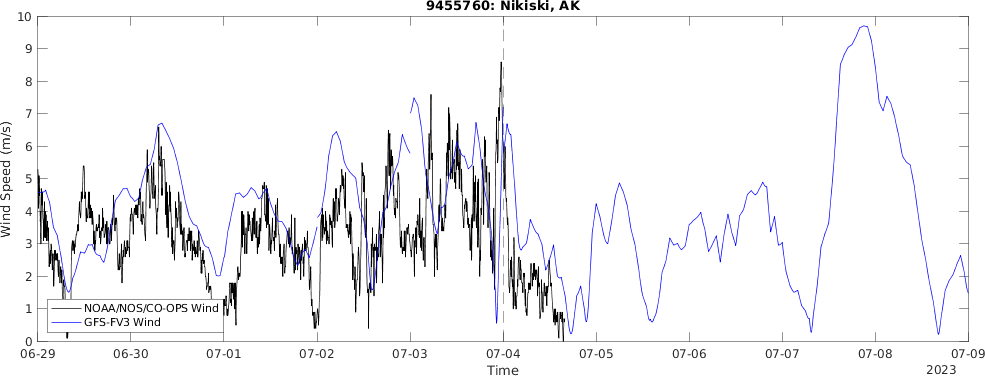 9455760: Nikiski, AK
10
9
8
7
6
5
4
3
2
1
0
Wind Speed (m/s)
NOAA/NOS/CO-OPS Wind
GFS-FV3 Wind
06-29 06-30 07-01 07-02 07-03 07-04 07-05 07-06 07-07 07-08 07-09
Time
2023